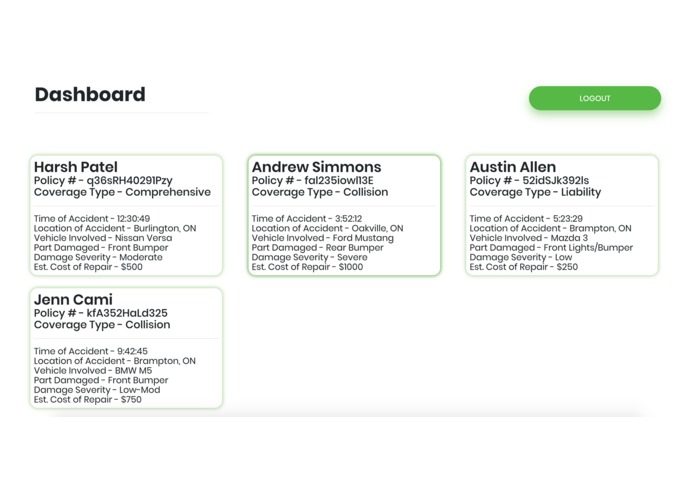 Dashboard
LOGOUT
Harsh Patel
Policy # - q36sRH40291Pzy
Coverage Type - Comprehensive
Time of Accident - 12:30:49
Location of Accident - Burlington, ON
Vehicle Involved - Nissan Versa
Part Damaged - Front Bumper
Damage Severity - Moderate
Est. Cost of Repair - $500
Andrew Simmons
Policy # - fal235iowl13E
Coverage Type - Collision
Time of Accident - 3:52:12
Location of Accident - Oakville, ON
Vehicle Involved - Ford Mustang
Part Damaged - Rear Bumper
Damage Severity - Severe
Est. Cost of Repair - $1000
Austin Allen
Policy # - 52idSJk392ls
Coverage Type - Liability
Time of Accident - 5:23:29
Location of Accident - Brampton, ON
Vehicle Involved - Mazda 3
Part Damaged - Front Lights/Bumper
Damage Severity - Low
Est. Cost of Repair - $250
Jenn Cami
Policy # - kfA352HaLd325
Coverage Type - Collision
Time of Accident - 9:42:45
Location of Accident - Brampton, ON
Vehicle Involved - BMW M5
Part Damaged - Front Bumper
Damage Severity - Low-Mod
Est. Cost of Repair - $750